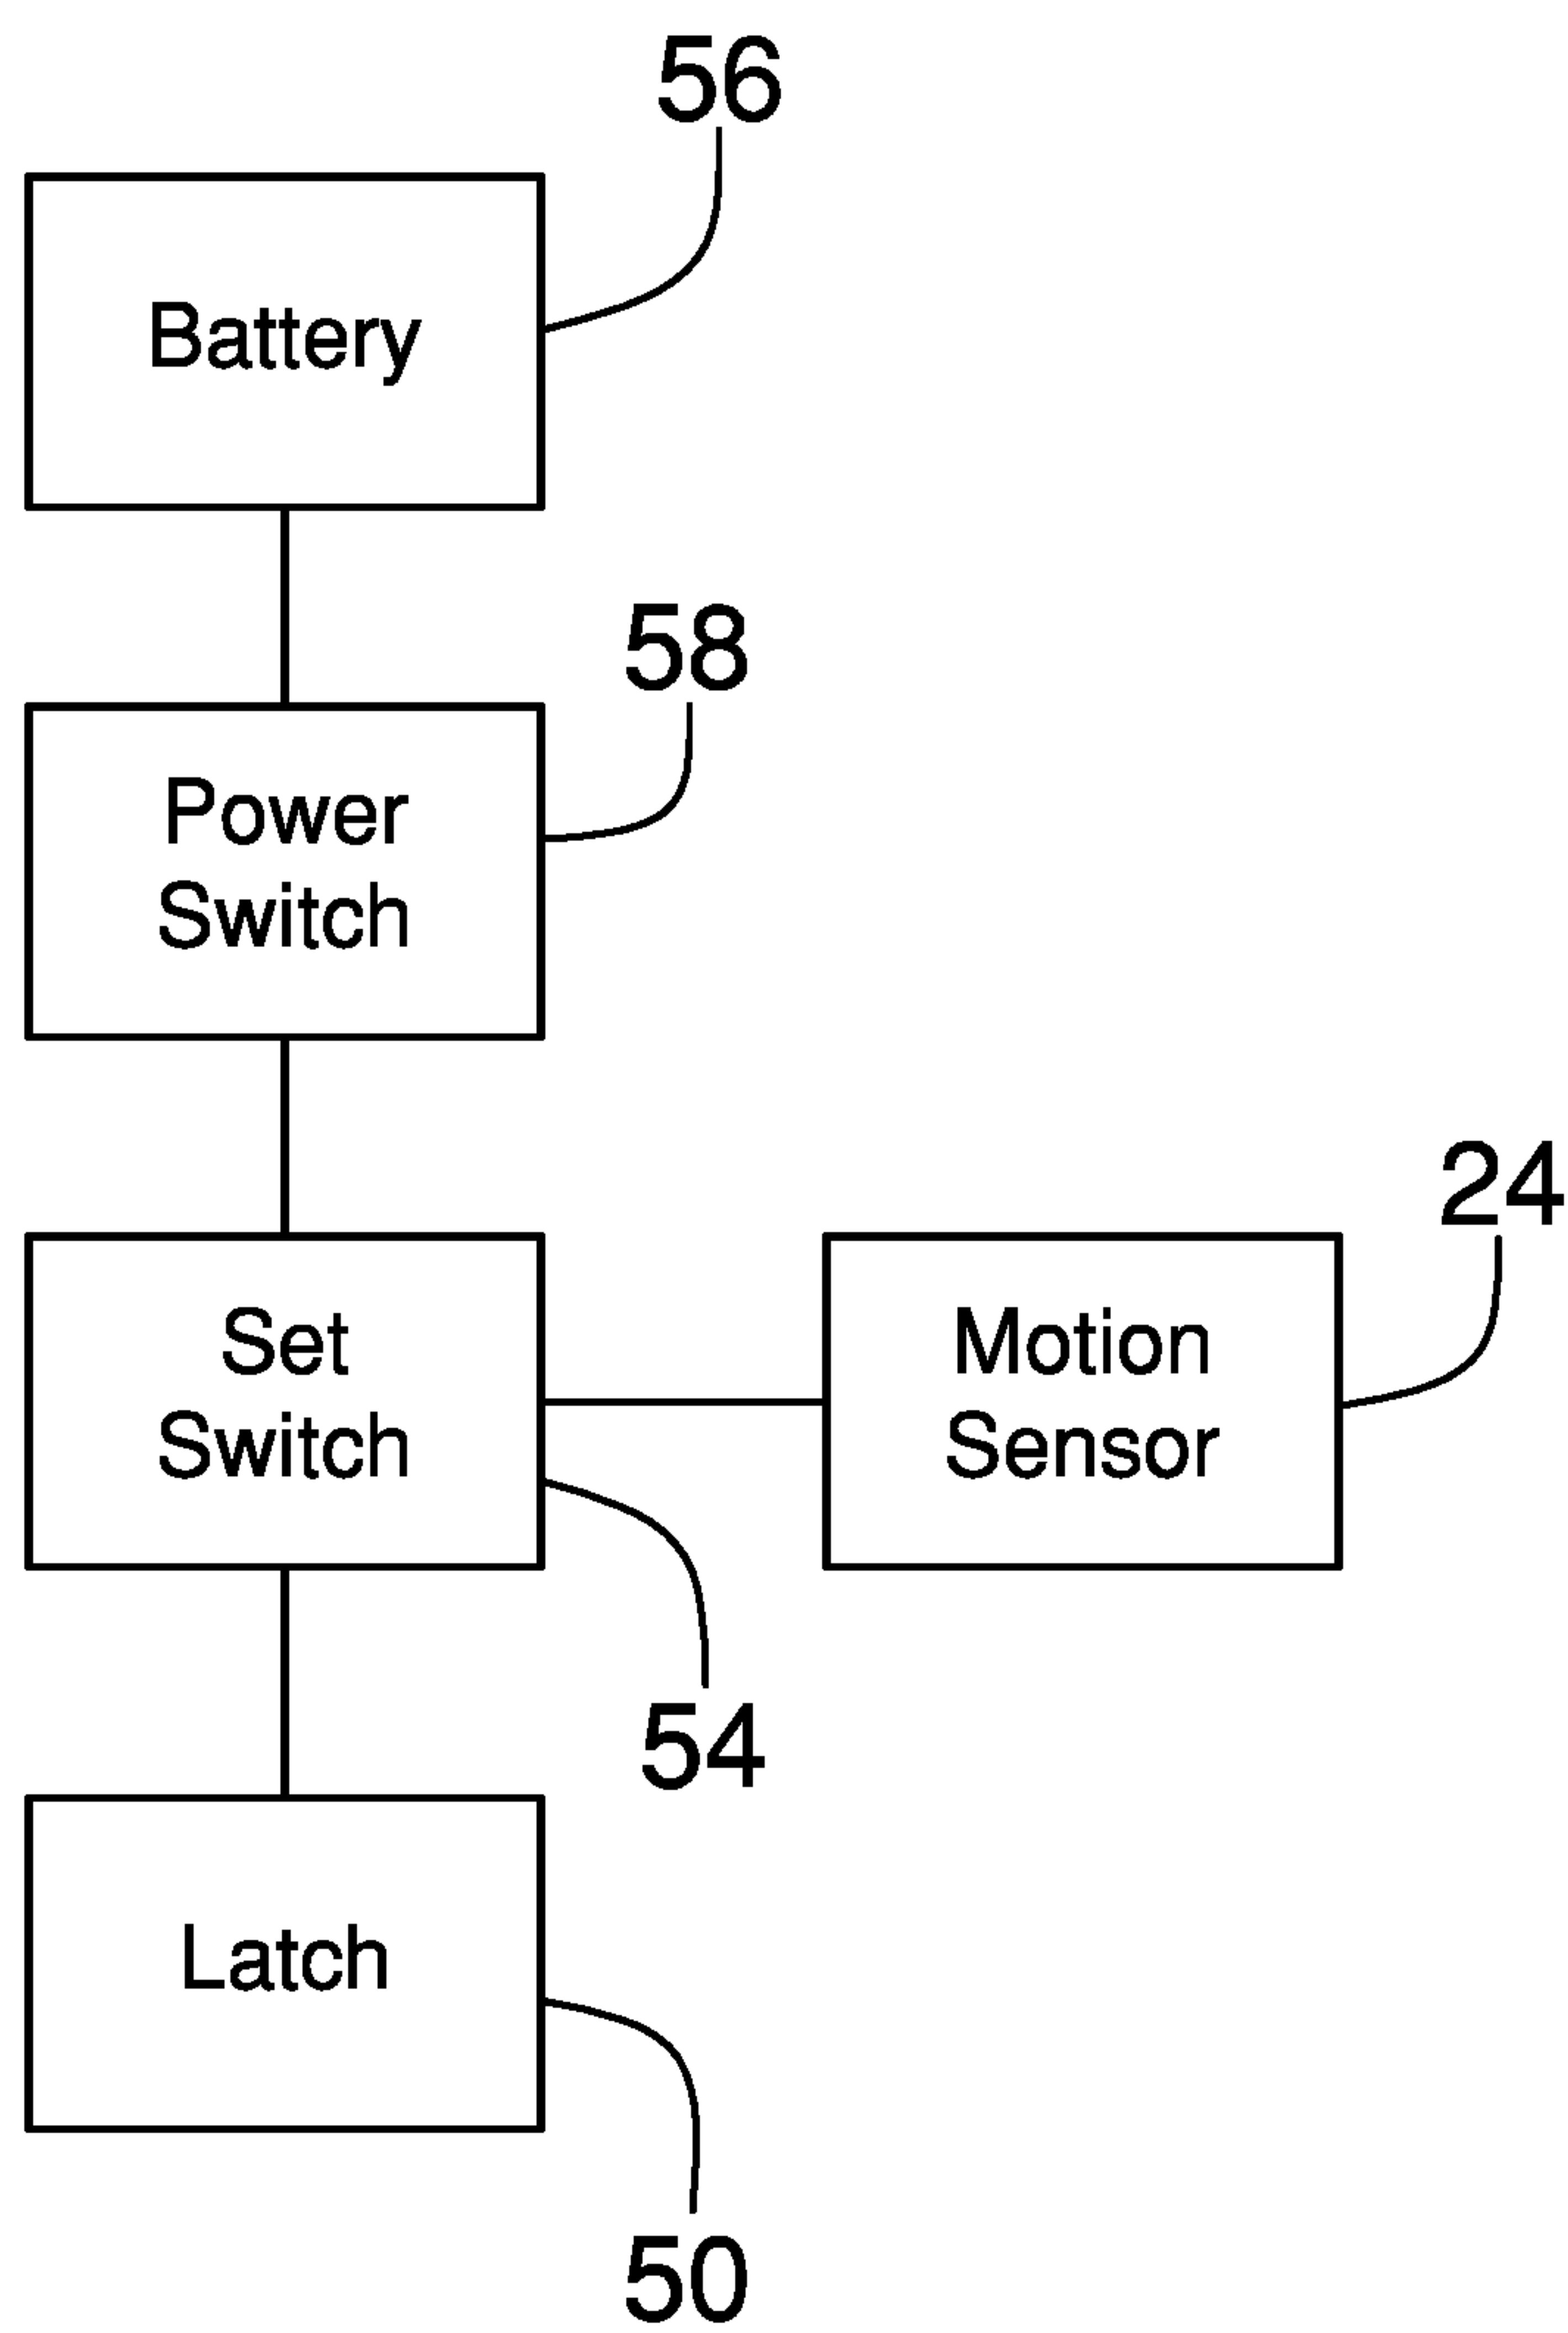 56
Battery
58
Power
Switch
24
Set
Switch
Motion
Sensor
54
Latch
50